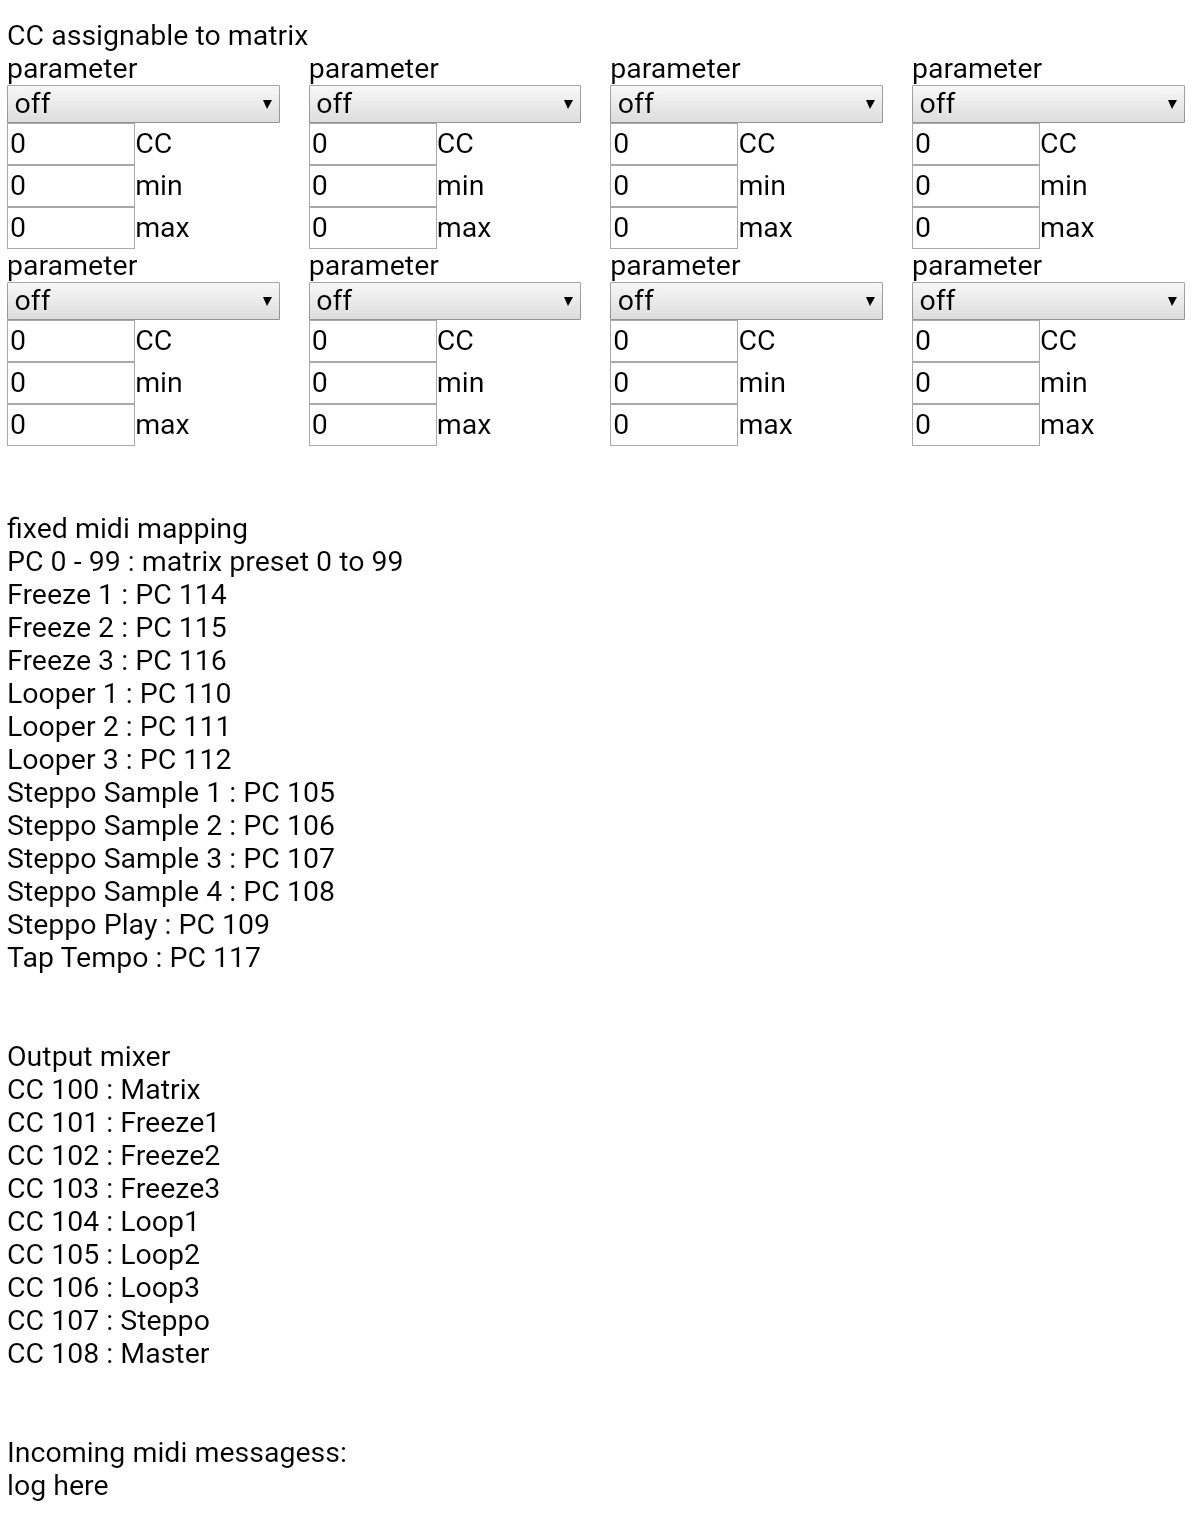 CC assignable to matrix
parameter parameter parameter parameter
off off off off
0 CC 0 CC 0 CC 0 CC
0 min 0 min 0 min 0 min
0 max 0 max 0 max 0 max
parameter parameter parameter parameter
off off off off
0 CC 0 CC 0 CC 0 CC
0 min 0 min 0 min 0 min
0 max 0 max 0 max 0 max
fixed midi mapping
PC 0 - 99 : matrix preset 0 to 99
Freeze 1 : PC 114
Freeze 2 : PC 115
Freeze 3 : PC 116
Looper 1 : PC 110
Looper 2 : PC 111
Looper 3 : PC 112
Steppo Sample 1 : PC 105
Steppo Sample 2 : PC 106
Steppo Sample 3 : PC 107
Steppo Sample 4 : PC 108
Steppo Play : PC 109
Tap Tempo : PC 117
Output mixer
CC 100 : Matrix
CC 101 : Freeze1
CC 102 : Freeze2
CC 103 : Freeze3
CC 104 : Loop1
CC 105 : Loop2
CC 106 : Loop3
CC 107 : Steppo
CC 108 : Master
Incoming midi messagess:
log here